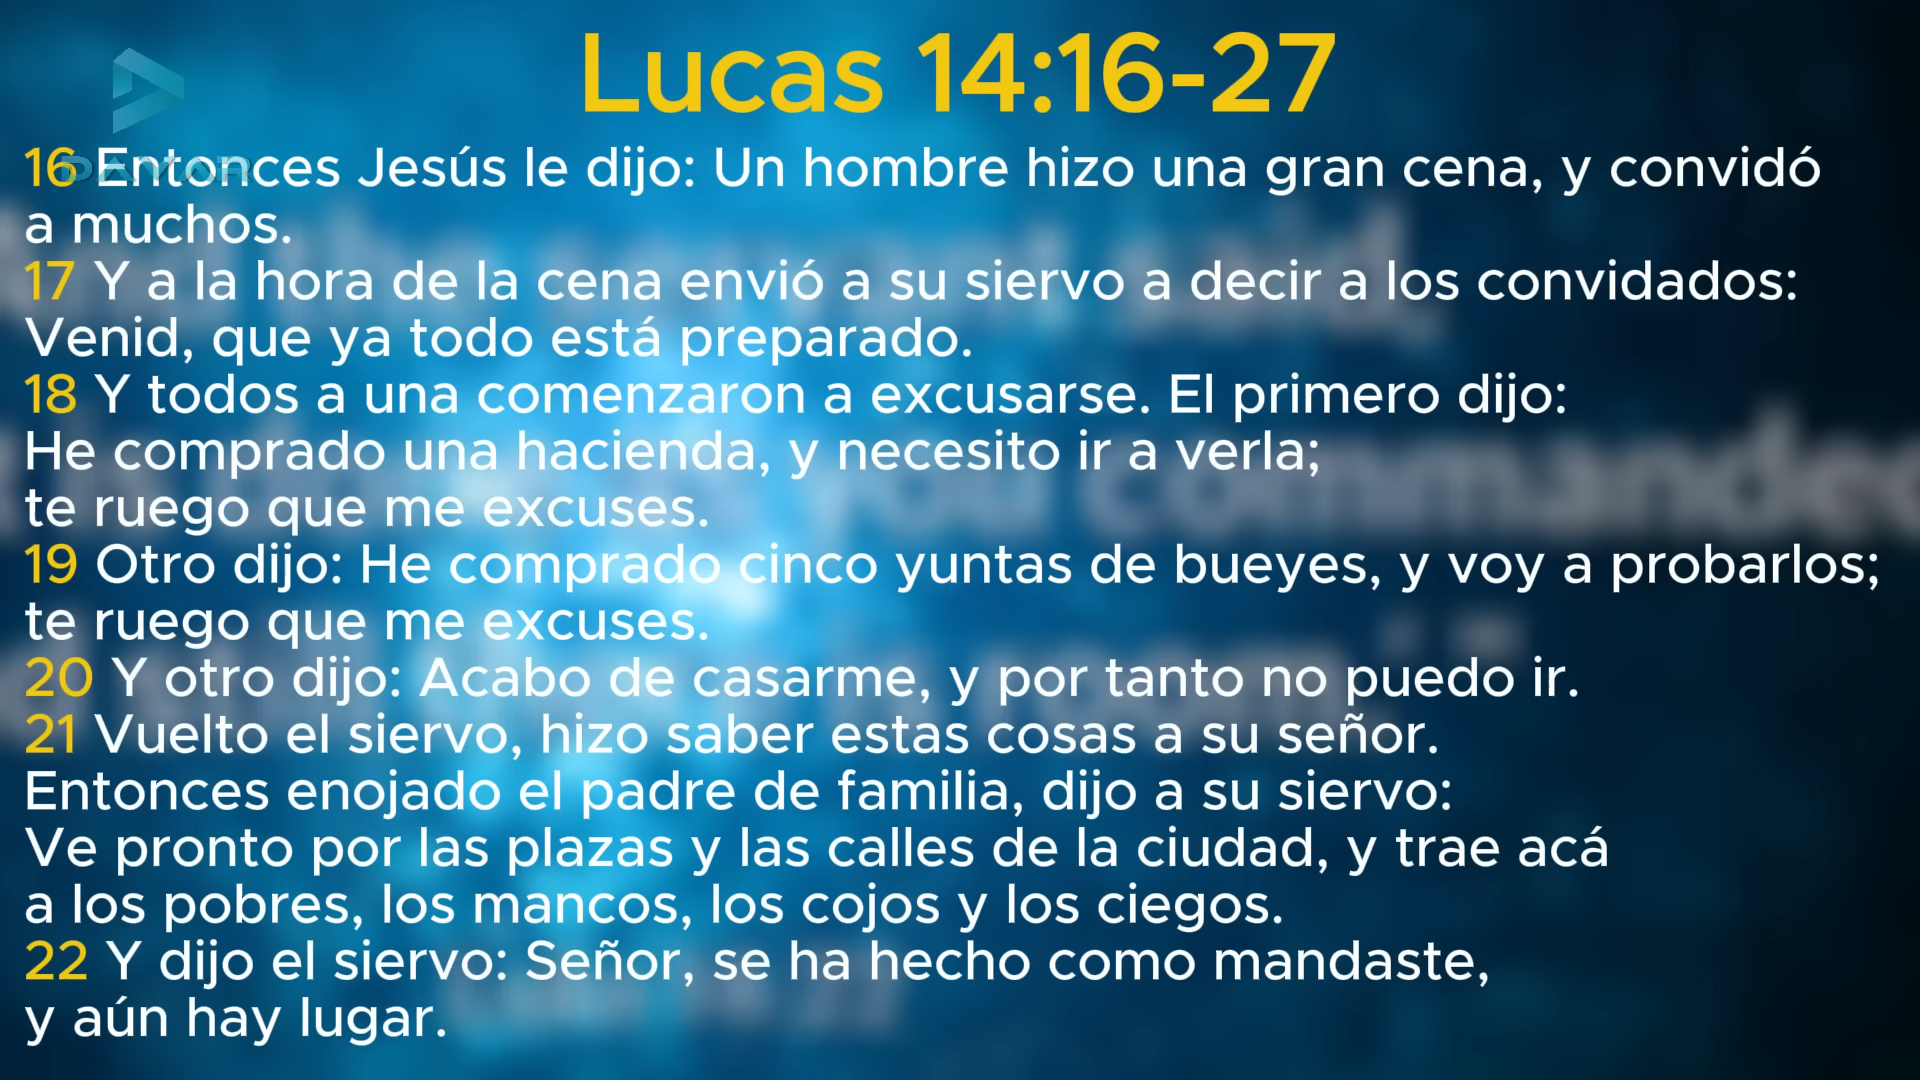 Lucas 14:16-27
DAVAR
16 Entonces Jesús le dijo: Un hombre hizo una gran cena, y convidó
a muchos.
17 Y a la hora de la cena envió a su siervo a decir a los convidados:
Venid, que ya todo está preparado.
18 Y todos a una comenzaron a excusarse. El primero dijo:
He comprado una hacienda, y necesito ir a verla;
te ruego que me excuses.
19 Otro dijo: He comprado cinco yuntas de bueyes, y voy a probarlos;
te ruego que me excuses.
20 Y otro dijo: Acabo de casarme, y por tanto no puedo ir.
21 Vuelto el siervo, hizo saber estas cosas a su señor.
Entonces enojado el padre de familia, dijo a su siervo:
Ve pronto por las plazas y las calles de la ciudad, y trae acá
a los pobres, los mancos, los cojos y los ciegos.
22 Y dijo el siervo: Señor, se ha hecho como mandaste,
y aún hay lugar.
servant said,
you commanded
room.’ ”